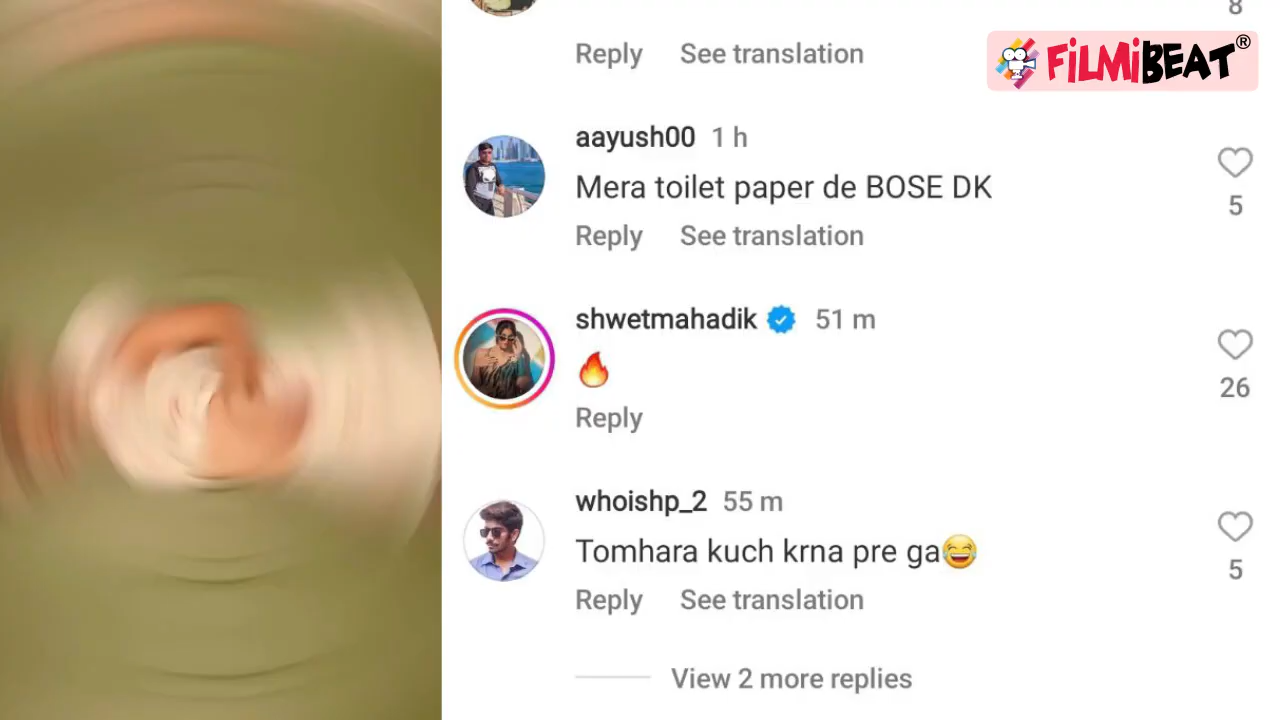 8
FiLMiBEAT®
Reply See translation
aayush00 1 h
Mera toilet paper de BOSE DK
5
Reply See translation
shwetmahadik 51 m
🔥
26
Reply
whoishp_2 55 m
Tomhara kuch krna pre ga😂
5
Reply See translation
View 2 more replies